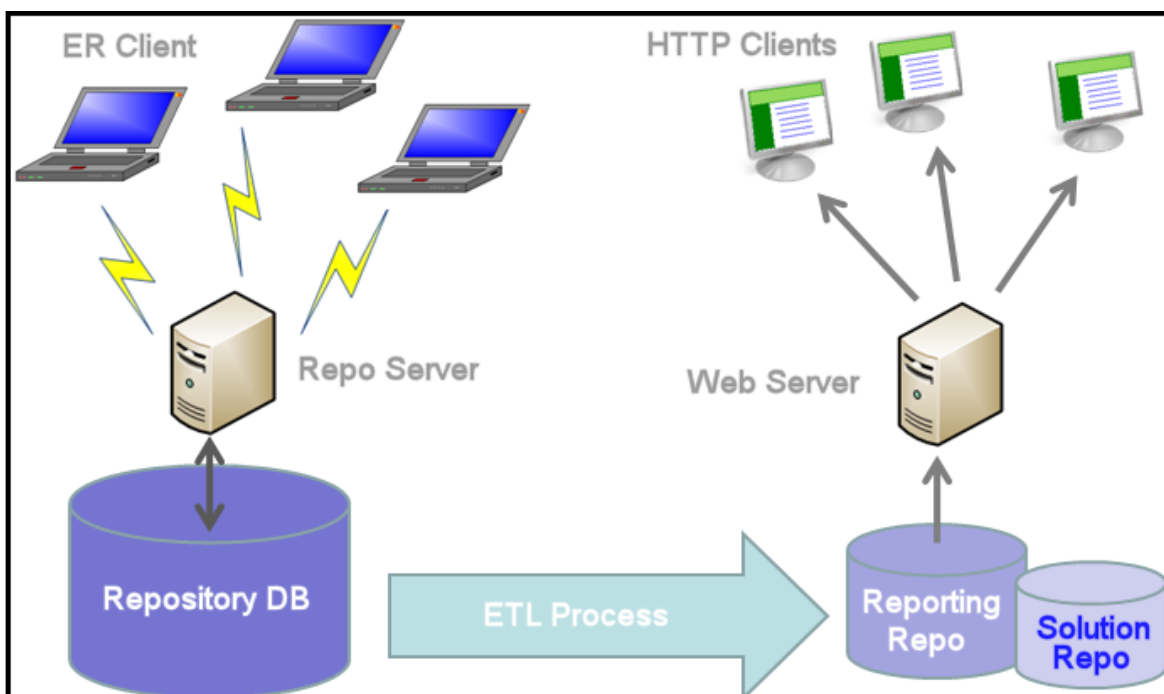 ER Client
HTTP Clients
Repo Server
Web Server
Repository DB
ETL Process
Reporting
Repo
Solution
Repo